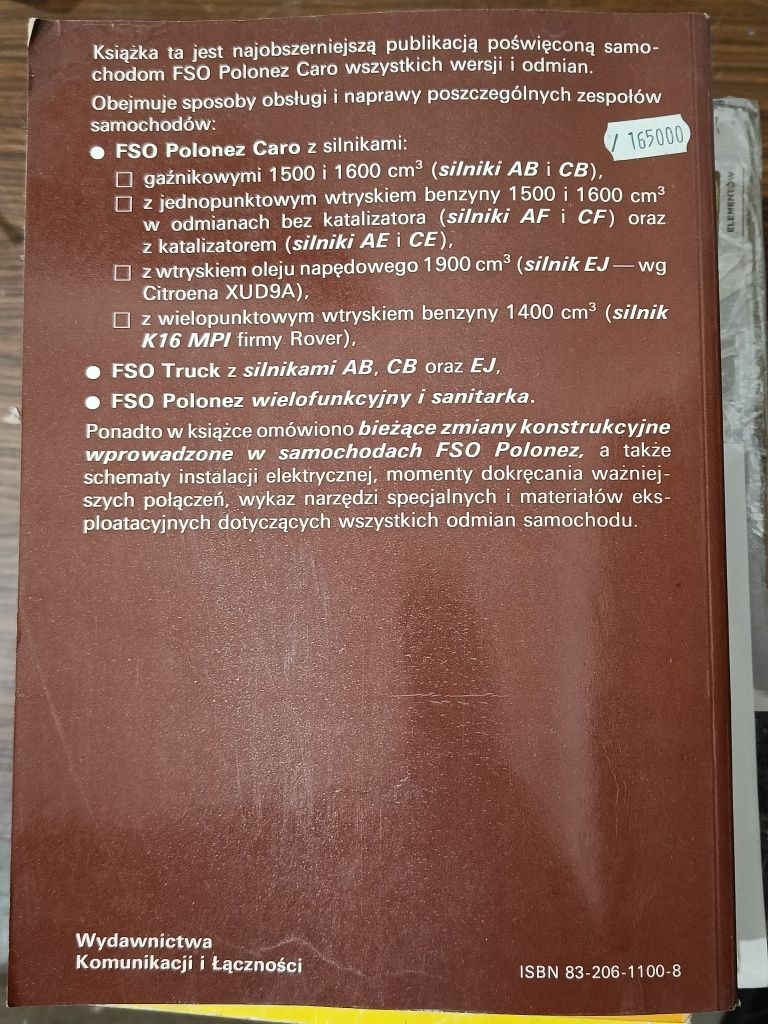 Książka ta jest najobszerniejszą publikacją poświęconą samo-
chodom FSO Polonez Caro wszystkich wersji i odmian.
Obejmuje sposoby obsługi i naprawy poszczególnych zespołów
samochodów:
/ 165000
● FSO Polonez Caro z silnikami:
□ gaźnikowymi 1500 i 1600 cm³ (silniki AB i CB),
□ z jednopunktowym wtryskiem benzyny 1500 i 1600 cm³
w odmianach bez katalizatora (silniki AF i CF) oraz
z katalizatorem (silniki AE i CE),
□ z wtryskiem oleju napędowego 1900 cm³ (silnik EJ — wg
Citroena XUD9A),
□ z wielopunktowym wtryskiem benzyny 1400 cm³ (silnik
K16 MPI firmy Rover),
● FSO Truck z silnikami AB, CB oraz EJ,
● FSO Polonez wielofunkcyjny i sanitarka.
Ponadto w książce omówiono bieżące zmiany konstrukcyjne
wprowadzone w samochodach FSO Polonez, a także
schematy instalacji elektrycznej, momenty dokręcania ważniej-
szych połączeń, wykaz narzędzi specjalnych i materiałów eks-
ploatacyjnych dotyczących wszystkich odmian samochodu.
Wydawnictwa
Komunikacji i Łączności
ISBN 83-206-1100-8
ELEMENTÓW